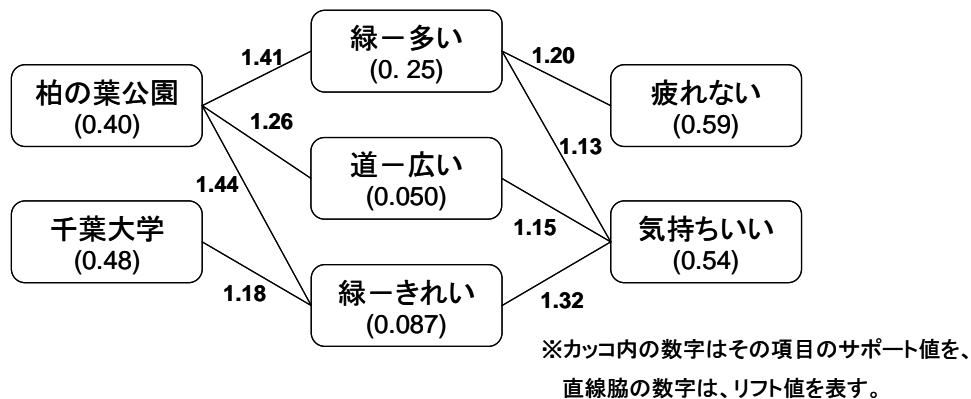 柏の葉公園
(0.40)
千葉大学
(0.48)
1.41
1.26
1.44
1.18
緑－多い
(0. 25)
道－広い
(0.050)
緑－きれい
(0.087)
1.20
1.13
1.15
1.32
疲れない
(0.59)
気持ちいい
(0.54)
※カッコ内の数字はその項目のサポート値を、
直線脇の数字は、リフト値を表す。